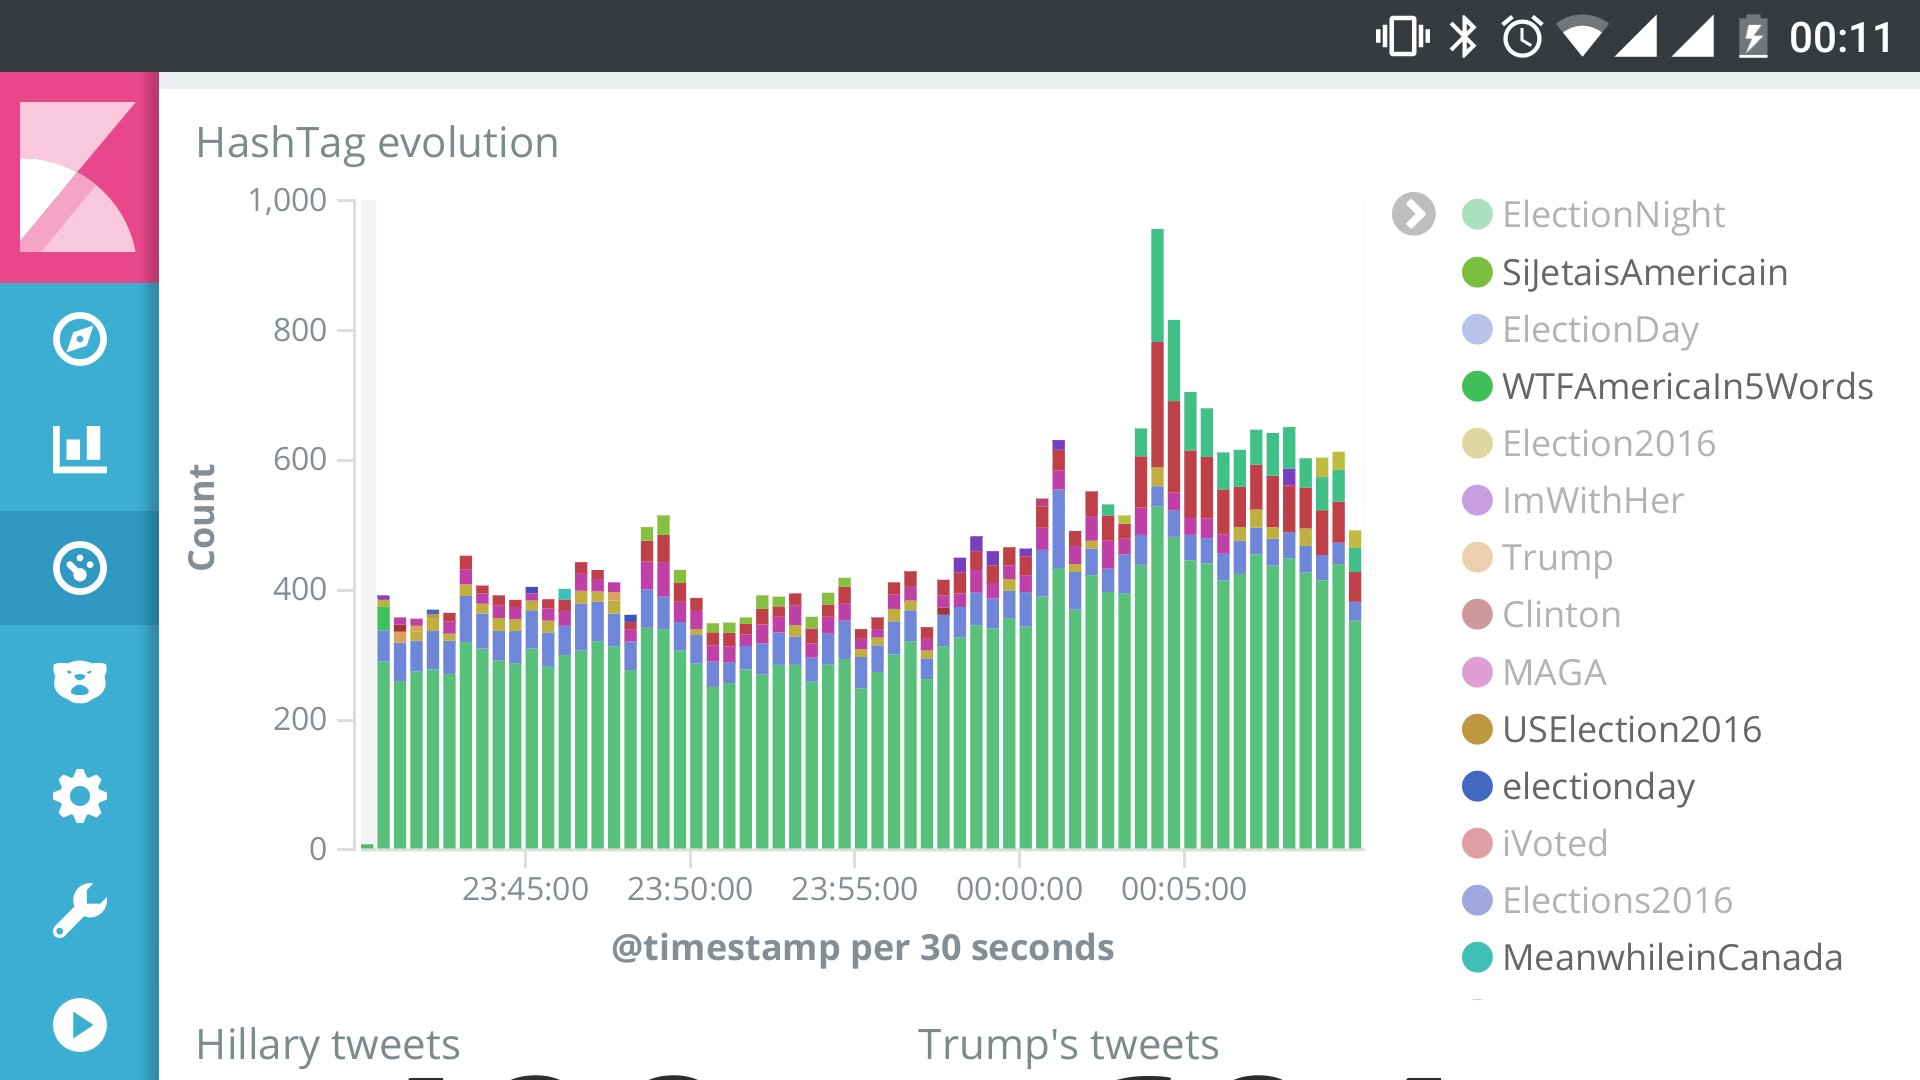 00:11
HashTag evolution
1,000
800
600
400
200
0
Count
23:45:00 23:50:00 23:55:00 00:00:00 00:05:00
@timestamp per 30 seconds
ElectionNight
SiJetaisAmericain
ElectionDay
WTFAmericaIn5Words
Election2016
ImWithHer
Trump
Clinton
MAGA
USElection2016
electionday
iVoted
Elections2016
MeanwhileinCanada
Hillary tweets
Trump's tweets